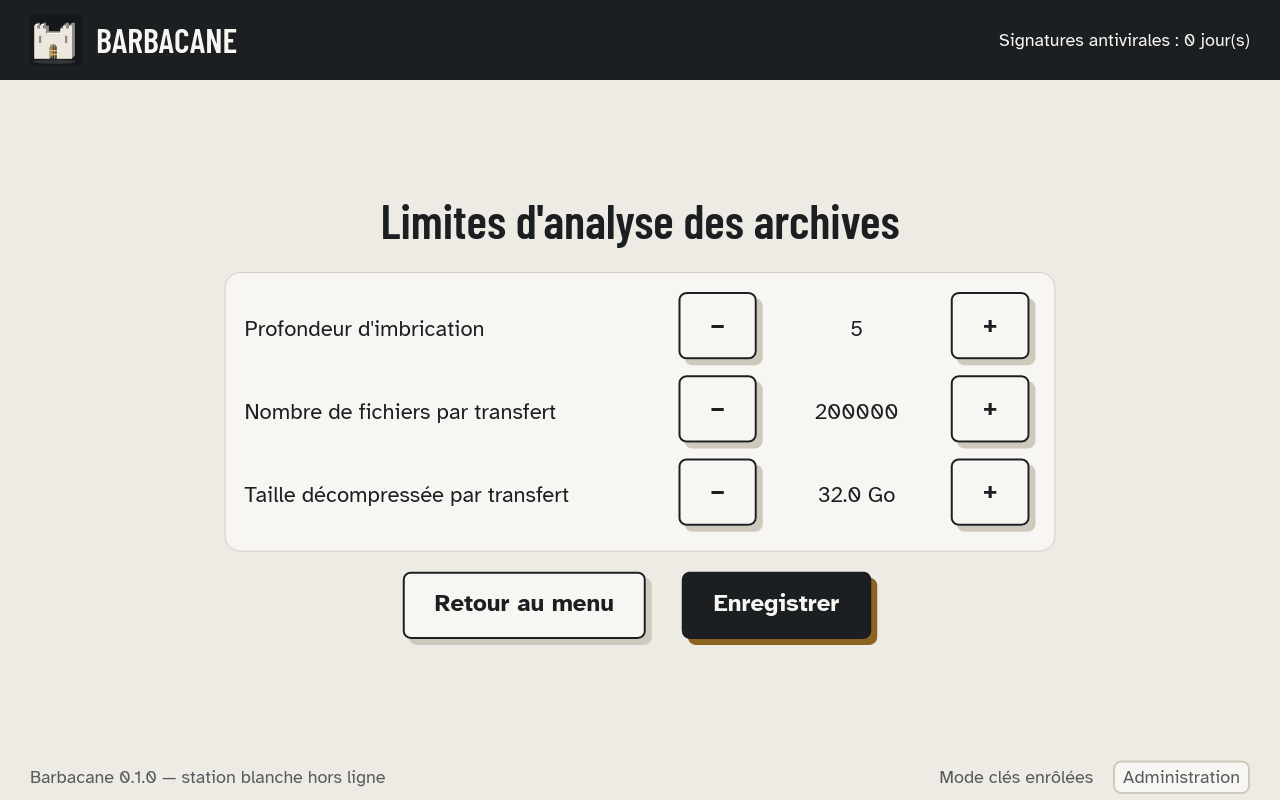 BARBACANE
Signatures antivirales : 0 jour(s)
Limites d'analyse des archives
Profondeur d'imbrication − 5 +
Nombre de fichiers par transfert − 200000 +
Taille décompressée par transfert − 32.0 Go +
Retour au menu Enregistrer
Barbacane 0.1.0 — station blanche hors ligne
Mode clés enrôlées Administration